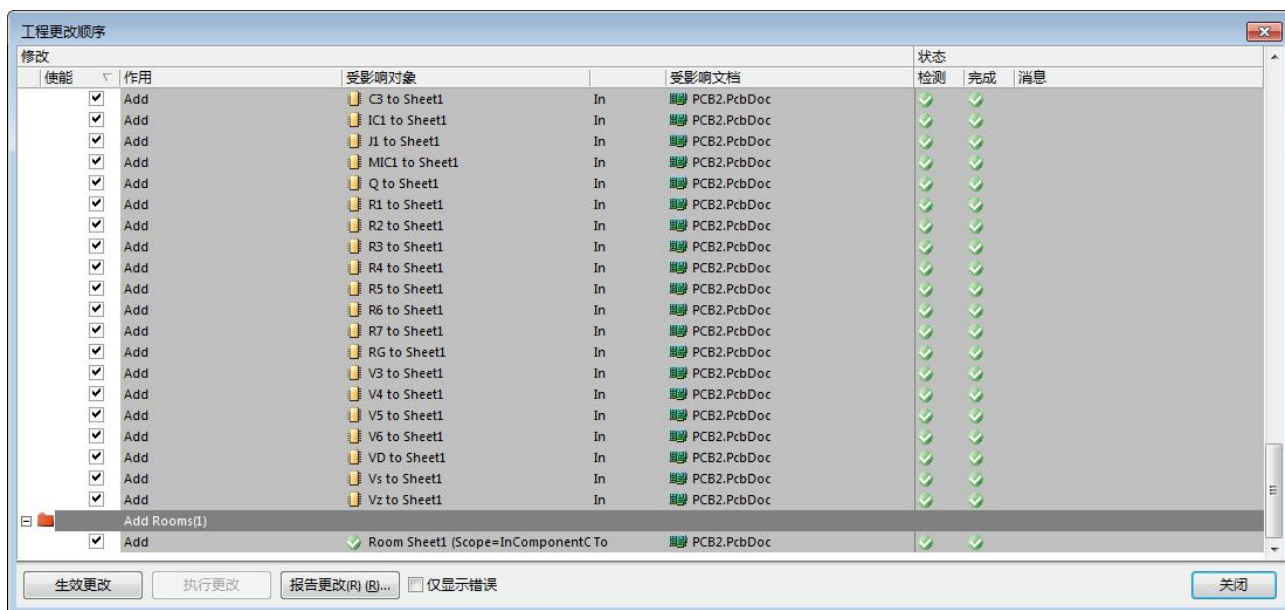 工程更改顺序
修改 状态
使能 作用 受影响对象 受影响文档 检测 完成 消息
Add C3 to Sheet1 In PCB2.PcbDoc
Add IC1 to Sheet1 In PCB2.PcbDoc
Add J1 to Sheet1 In PCB2.PcbDoc
Add MIC1 to Sheet1 In PCB2.PcbDoc
Add Q to Sheet1 In PCB2.PcbDoc
Add R1 to Sheet1 In PCB2.PcbDoc
Add R2 to Sheet1 In PCB2.PcbDoc
Add R3 to Sheet1 In PCB2.PcbDoc
Add R4 to Sheet1 In PCB2.PcbDoc
Add R5 to Sheet1 In PCB2.PcbDoc
Add R6 to Sheet1 In PCB2.PcbDoc
Add R7 to Sheet1 In PCB2.PcbDoc
Add RG to Sheet1 In PCB2.PcbDoc
Add V3 to Sheet1 In PCB2.PcbDoc
Add V4 to Sheet1 In PCB2.PcbDoc
Add V5 to Sheet1 In PCB2.PcbDoc
Add V6 to Sheet1 In PCB2.PcbDoc
Add VD to Sheet1 In PCB2.PcbDoc
Add Vs to Sheet1 In PCB2.PcbDoc
Add Vz to Sheet1 In PCB2.PcbDoc
Add Rooms(1)
Add Room Sheet1 (Scope=InComponentC To PCB2.PcbDoc
生效更改 执行更改 报告更改(R) (R)... 仅显示错误 关闭